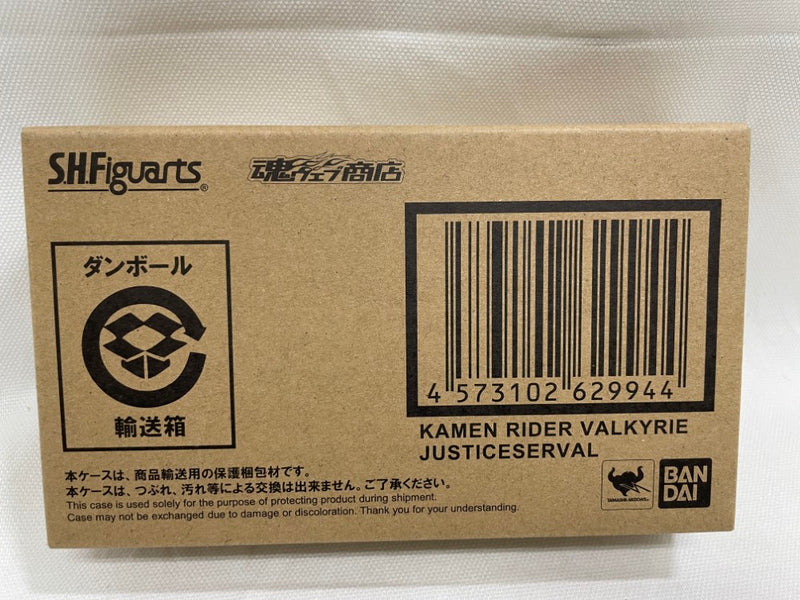 S.H.Figuarts®
魂ウェブ商店
ダンボール
輸送箱
4 573102 629944
KAMEN RIDER VALKYRIE
JUSTICESERVAL
本ケースは、商品輸送用の保護梱包材です。
本ケースは、つぶれ、汚れ等による交換は出来ません。ご了承ください。
This case is used solely for the purpose of protecting product during shipment.
Case may not be exchanged due to damage or discoloration. Thank you for your understanding.
TAMASHII NATIONS
BAN
DAI